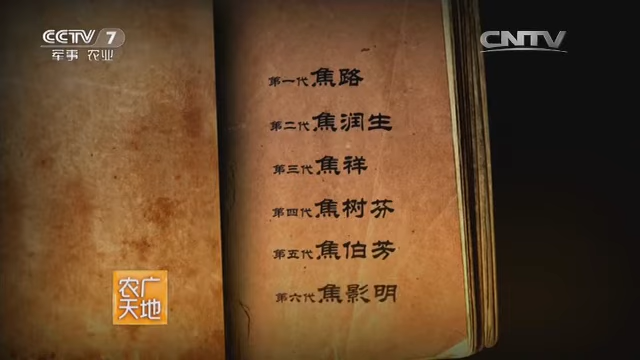 CCTV 7
军事 农业
CNTV
第一代焦路
第二代焦润生
第三代焦祥
第四代焦树芬
第五代焦伯芳
第六代焦影明
农广
天地